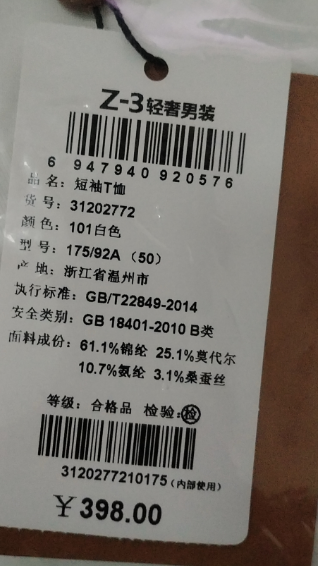 Z-3轻奢男装
6 947940 920576
品 名：短袖T恤
货 号：31202772
颜 色：101白色
型 号：175/92A（50）
产 地：浙江省温州市
执行标准：GB/T22849-2014
安全类别：GB 18401-2010 B类
面料成份：61.1%锦纶 25.1%莫代尔
10.7%氨纶 3.1%桑蚕丝
等级：合格品 检验：检
3120277210175（内部使用）
￥398.00